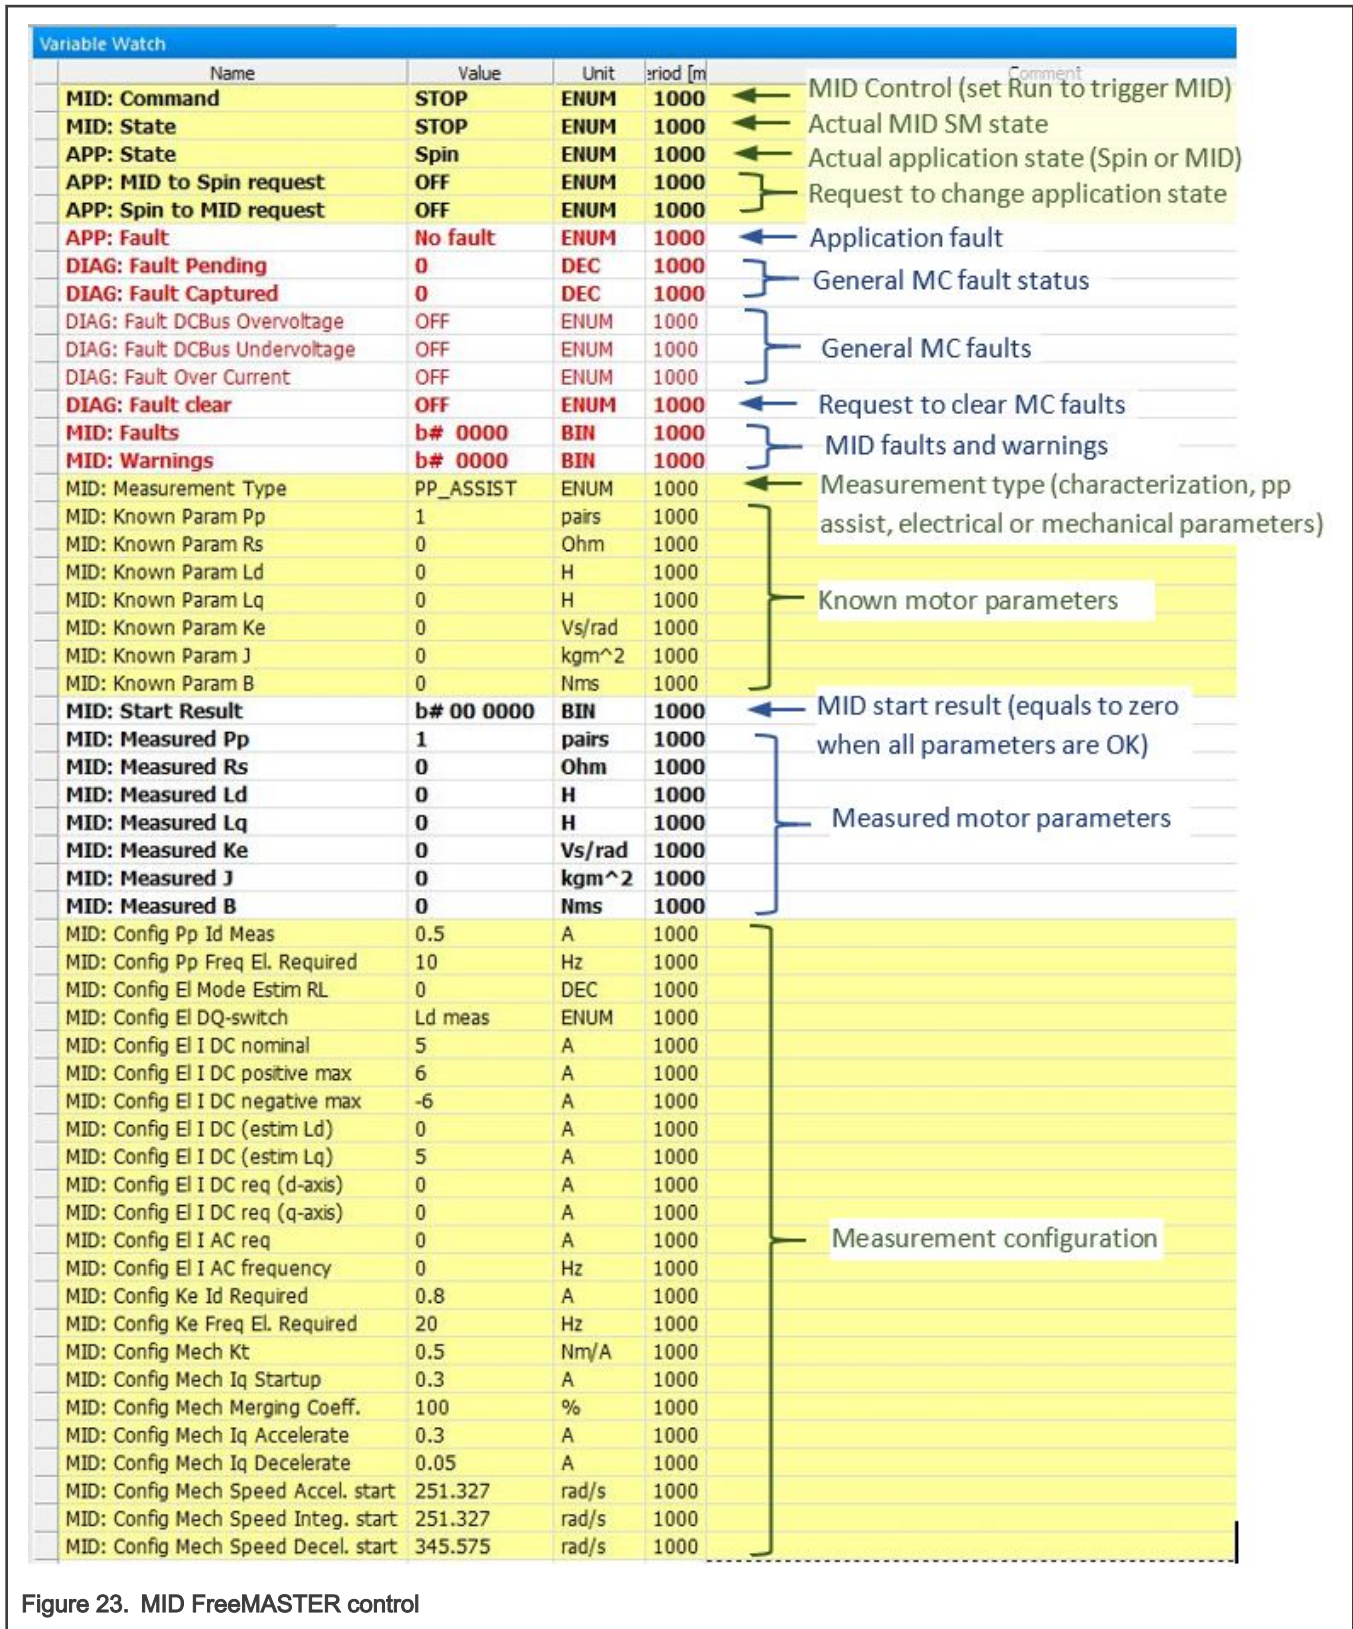 Variable Watch
Name Value Unit eriod [m Comment
MID: Command STOP ENUM 1000 MID Control (set Run to trigger MID)
MID: State STOP ENUM 1000 Actual MID SM state
APP: State Spin ENUM 1000 Actual application state (Spin or MID)
APP: MID to Spin request OFF ENUM 1000 Request to change application state
APP: Spin to MID request OFF ENUM 1000
APP: Fault No fault ENUM 1000 Application fault
DIAG: Fault Pending 0 DEC 1000 General MC fault status
DIAG: Fault Captured 0 DEC 1000
DIAG: Fault DCBus Overvoltage OFF ENUM 1000
DIAG: Fault DCBus Undervoltage OFF ENUM 1000 General MC faults
DIAG: Fault Over Current OFF ENUM 1000
DIAG: Fault clear OFF ENUM 1000 Request to clear MC faults
MID: Faults b# 0000 BIN 1000 MID faults and warnings
MID: Warnings b# 0000 BIN 1000
MID: Measurement Type PP_ASSIST ENUM 1000 Measurement type (characterization, pp
MID: Known Param Pp 1 pairs 1000 assist, electrical or mechanical parameters)
MID: Known Param Rs 0 Ohm 1000
MID: Known Param Ld 0 H 1000
MID: Known Param Lq 0 H 1000 Known motor parameters
MID: Known Param Ke 0 Vs/rad 1000
MID: Known Param J 0 kgm^2 1000
MID: Known Param B 0 Nms 1000
MID: Start Result b# 00 0000 BIN 1000 MID start result (equals to zero
MID: Measured Pp 1 pairs 1000 when all parameters are OK)
MID: Measured Rs 0 Ohm 1000
MID: Measured Ld 0 H 1000
MID: Measured Lq 0 H 1000 Measured motor parameters
MID: Measured Ke 0 Vs/rad 1000
MID: Measured J 0 kgm^2 1000
MID: Measured B 0 Nms 1000
MID: Config Pp Id Meas 0.5 A 1000
MID: Config Pp Freq El. Required 10 Hz 1000
MID: Config El Mode Estim RL 0 DEC 1000
MID: Config El DQ-switch Ld meas ENUM 1000
MID: Config El I DC nominal 5 A 1000
MID: Config El I DC positive max 6 A 1000
MID: Config El I DC negative max -6 A 1000
MID: Config El I DC (estim Ld) 0 A 1000
MID: Config El I DC (estim Lq) 5 A 1000
MID: Config El I DC req (d-axis) 0 A 1000
MID: Config El I DC req (q-axis) 0 A 1000
MID: Config El I AC req 0 A 1000 Measurement configuration
MID: Config El I AC frequency 0 Hz 1000
MID: Config Ke Id Required 0.8 A 1000
MID: Config Ke Freq El. Required 20 Hz 1000
MID: Config Mech Kt 0.5 Nm/A 1000
MID: Config Mech Iq Startup 0.3 A 1000
MID: Config Mech Merging Coeff. 100 % 1000
MID: Config Mech Iq Accelerate 0.3 A 1000
MID: Config Mech Iq Decelerate 0.05 A 1000
MID: Config Mech Speed Accel. start 251.327 rad/s 1000
MID: Config Mech Speed Integ. start 251.327 rad/s 1000
MID: Config Mech Speed Decel. start 345.575 rad/s 1000
Figure 23. MID FreeMASTER control